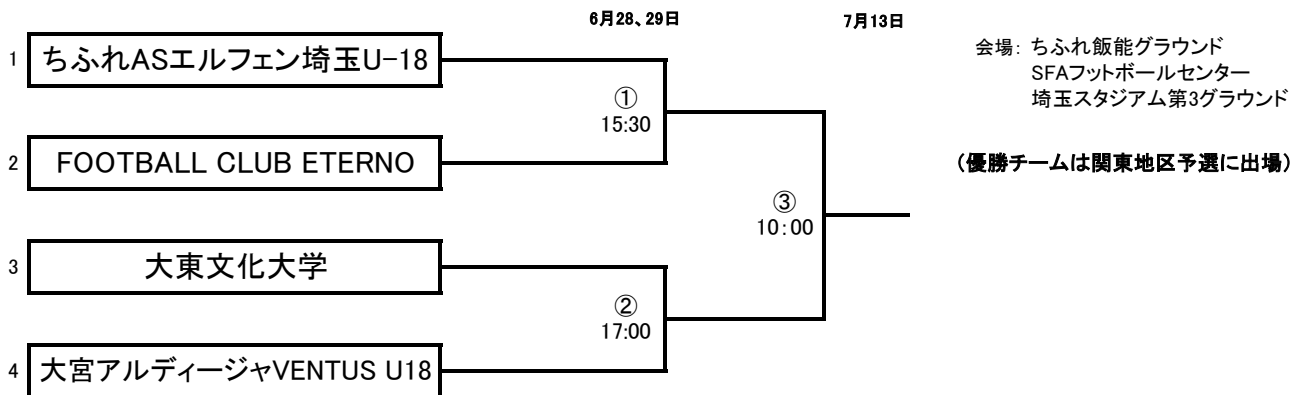 6月28、29日
7月13日
会場: ちふれ飯能グラウンド
SFAフットボールセンター
埼玉スタジアム第3グラウンド
1 ちふれASエルフェン埼玉U-18
①
15:30
2 FOOTBALL CLUB ETERNO
(優勝チームは関東地区予選に出場)
③
10:00
3 大東文化大学
②
17:00
4 大宮アルディージャVENTUS U18